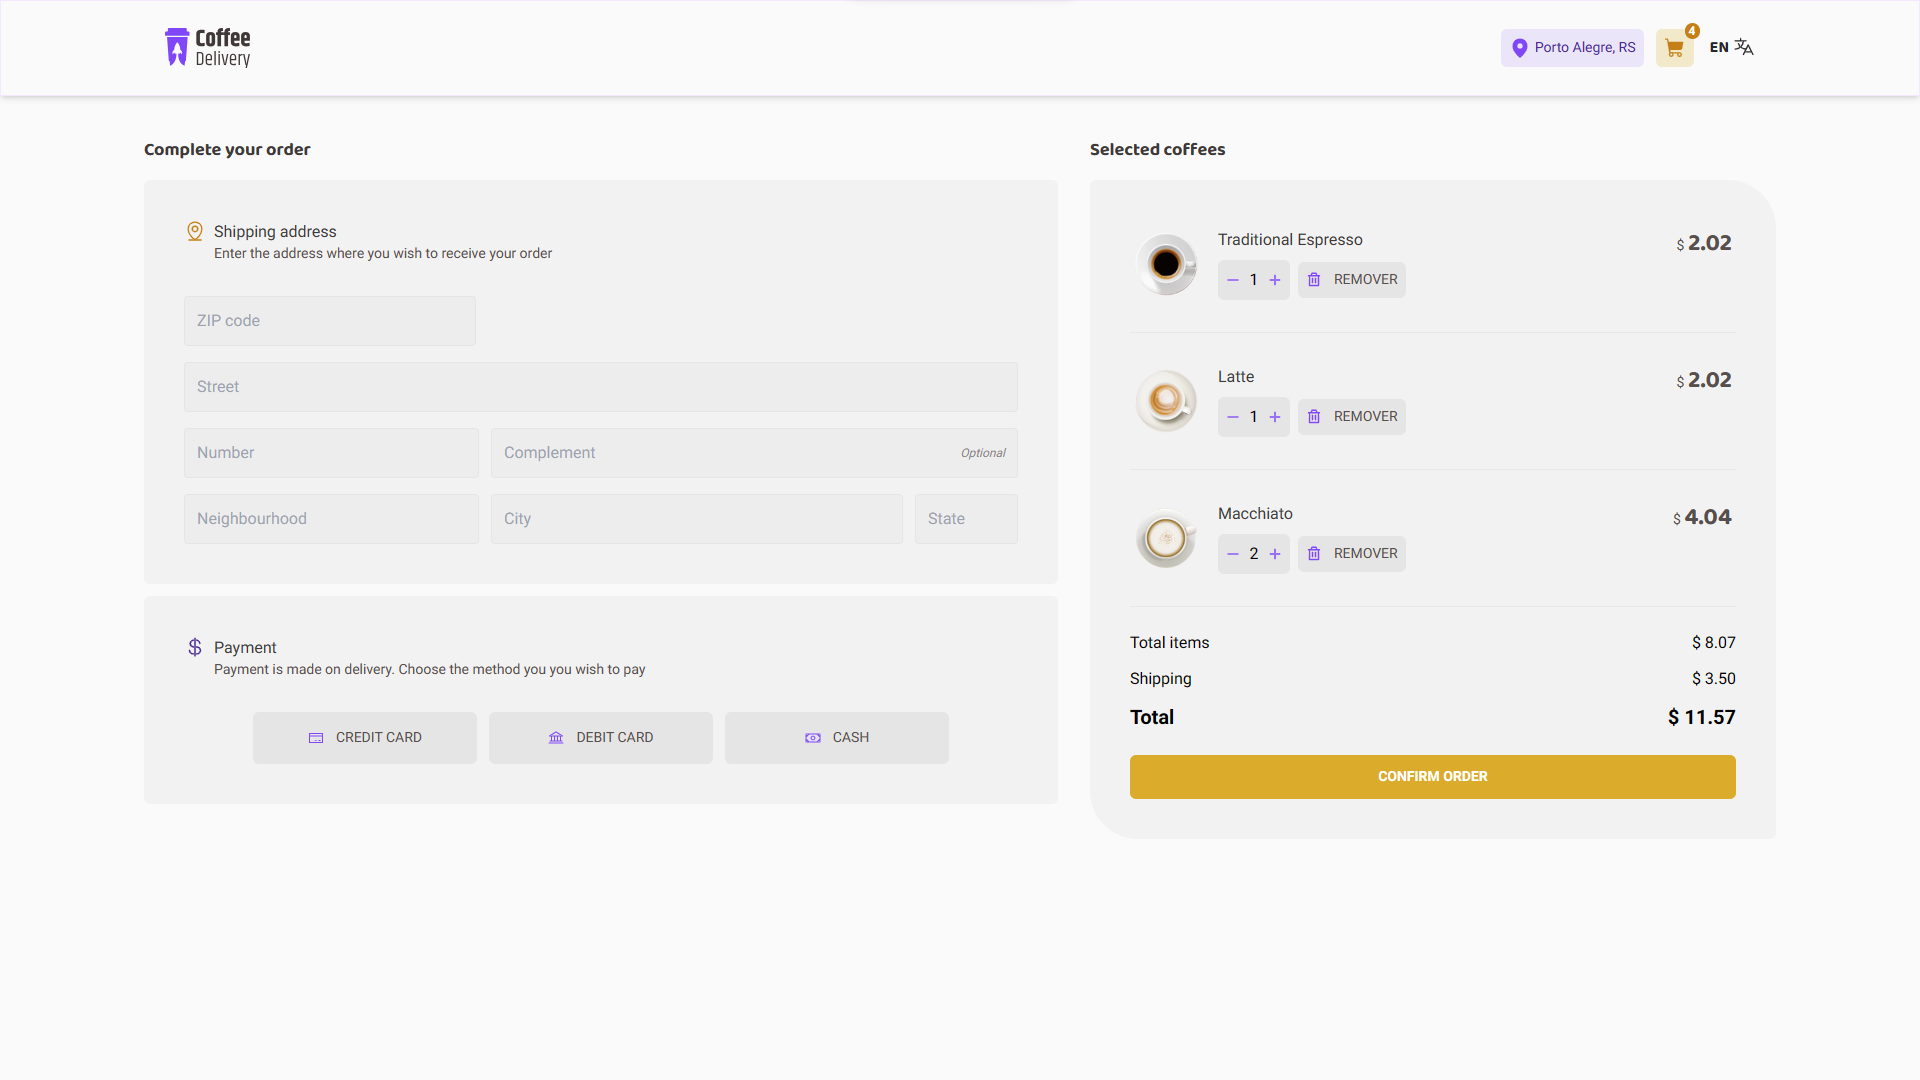 Coffee
Delivery
Porto Alegre, RS
4
EN
Complete your order
Shipping address
Enter the address where you wish to receive your order
ZIP code
Street
Number
Complement
Optional
Neighbourhood
City
State
Payment
Payment is made on delivery. Choose the method you you wish to pay
CREDIT CARD
DEBIT CARD
CASH
Selected coffees
Traditional Espresso
$ 2.02
1
REMOVER
Latte
$ 2.02
1
REMOVER
Macchiato
$ 4.04
2
REMOVER
Total items $ 8.07
Shipping $ 3.50
Total $ 11.57
CONFIRM ORDER